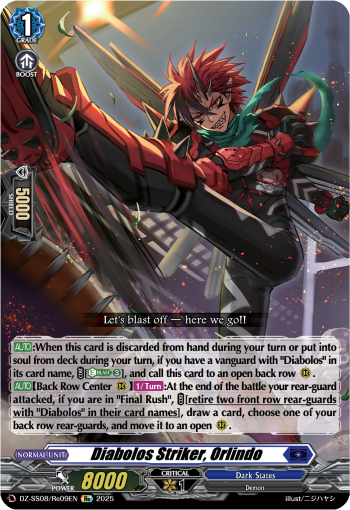 1
GRADE
BOOST
5000
SHIELD
Let's blast off — here we go!!
AUTO:When this card is discarded from hand during your turn or put into
soul from deck during your turn, if you have a vanguard with "Diabolos" in
its card name, [E-BLAST 3], and call this card to an open back row.
AUTO【Back Row Center】1/Turn:At the end of the battle your rear-guard
attacked, if you are in "Final Rush", [retire two front row rear-guards
with "Diabolos" in their card names], draw a card, choose one of your
back row rear-guards, and move it to an open.
NORMAL UNIT
Diabolos Striker, Orlindo
POWER 8000 CRITICAL 1
Dark States
Demon
DZ-SS08/Re09EN 2025 illust/ニジハヤシ